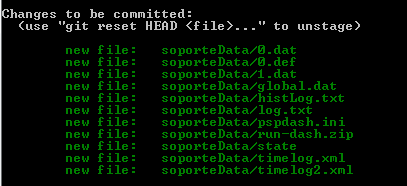 Changes to be committed:
  (use "git reset HEAD <file>..." to unstage)
        new file:   soporteData/0.dat
        new file:   soporteData/0.def
        new file:   soporteData/1.dat
        new file:   soporteData/global.dat
        new file:   soporteData/histLog.txt
        new file:   soporteData/log.txt
        new file:   soporteData/pspdash.ini
        new file:   soporteData/run-dash.zip
        new file:   soporteData/state
        new file:   soporteData/timelog.xml
        new file:   soporteData/timelog2.xml